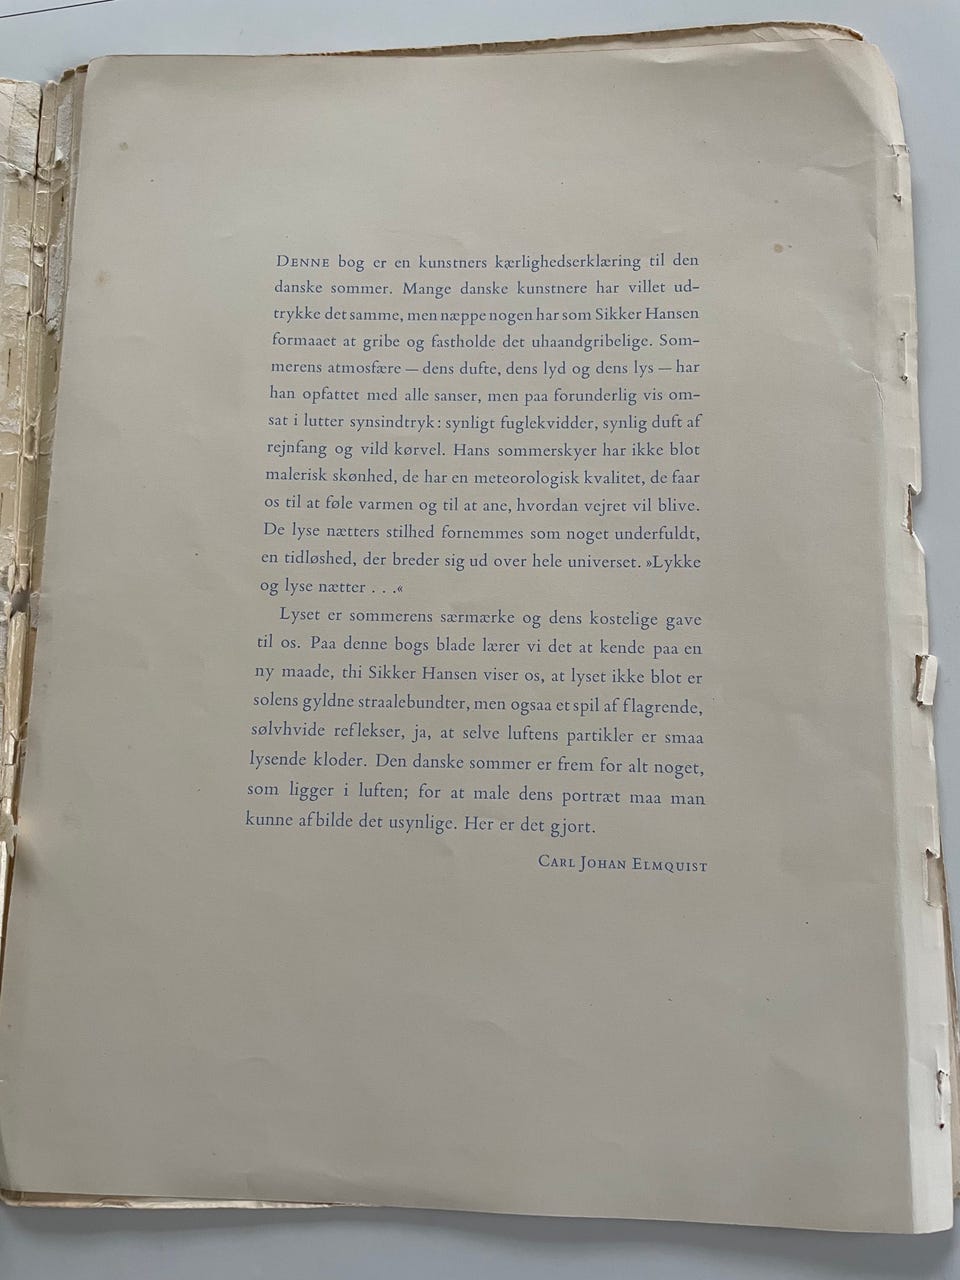 DENNE bog er en kunstners kærlighedserklæring til den
danske sommer. Mange danske kunstnere har villet ud-
trykke det samme, men næppe nogen har som Sikker Hansen
formaaet at gribe og fastholde det uhaandgribelige. Som-
merens atmosfære — dens dufte, dens lyd og dens lys — har
han opfattet med alle sanser, men paa forunderlig vis om-
sat i lutter synsindtryk: synligt fuglekvidder, synlig duft af
rejnfang og vild kørvel. Hans sommerskyer har ikke blot
malerisk skønhed, de har en meteorologisk kvalitet, de faar
os til at føle varmen og til at ane, hvordan vejret vil blive.
De lyse nætters stilhed fornemmes som noget underfuldt,
en tidløshed, der breder sig ud over hele universet. »Lykke
og lyse nætter . . .«
Lyset er sommerens særmærke og dens kostelige gave
til os. Paa denne bogs blade lærer vi det at kende paa en
ny maade, thi Sikker Hansen viser os, at lyset ikke blot er
solens gyldne straalebundter, men ogsaa et spil af flagrende,
sølvhvide reflekser, ja, at selve luftens partikler er smaa
lysende kloder. Den danske sommer er frem for alt noget,
som ligger i luften; for at male dens portræt maa man
kunne afbilde det usynlige. Her er det gjort.
CARL JOHAN ELMQUIST